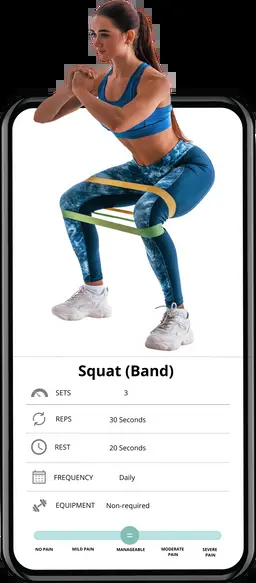 Squat (Band)
SETS 3
REPS 30 Seconds
REST 20 Seconds
FREQUENCY Daily
EQUIPMENT Non-required
=
NO PAIN MILD PAIN MANAGEABLE MODERATE PAIN SEVERE PAIN